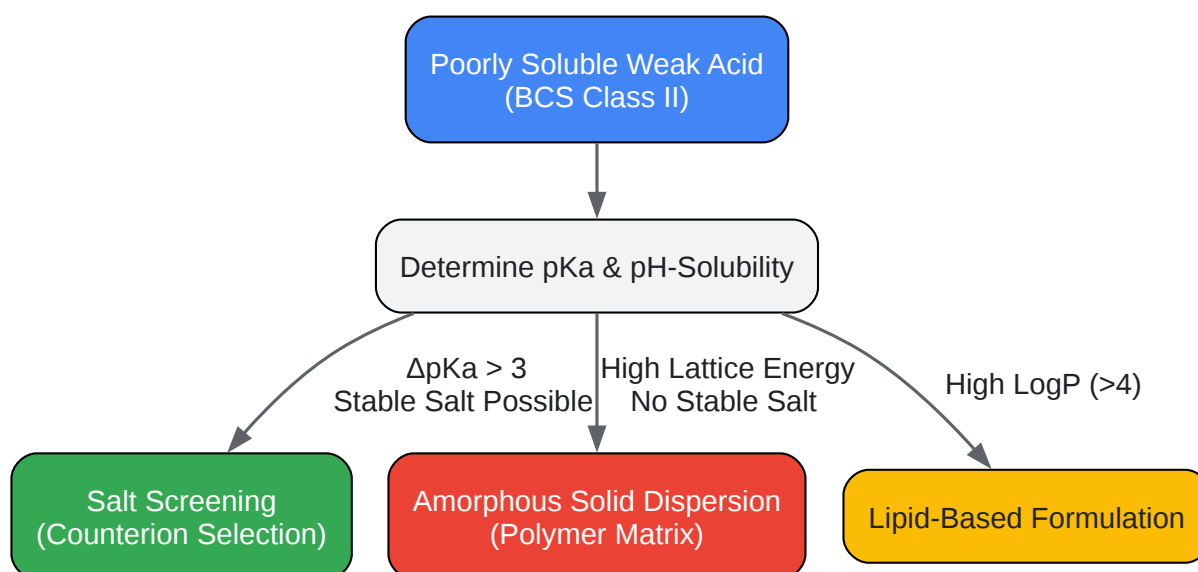 Poorly Soluble Weak Acid
(BCS Class II)
Determine pKa & pH-Solubility
ΔpKa > 3
Stable Salt Possible
High Lattice Energy
No Stable Salt
High LogP (>4)
Salt Screening
(Counterion Selection)
Amorphous Solid Dispersion
(Polymer Matrix)
Lipid-Based Formulation